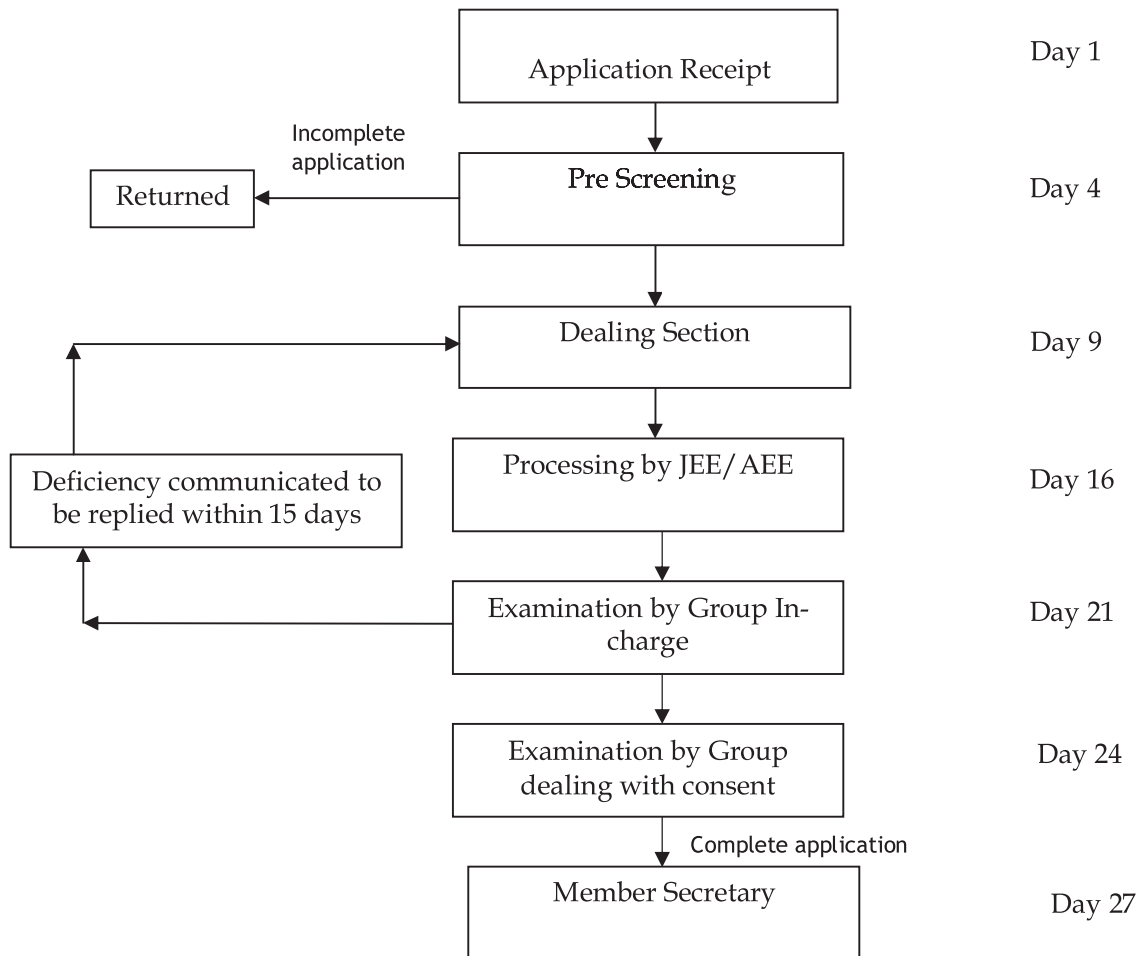 Application Receipt
Day 1
Incomplete
application
Returned
Pre Screening
Day 4
Dealing Section
Day 9
Deficiency communicated to
be replied within 15 days
Processing by JEE/AEE
Day 16
Examination by Group In-
charge
Day 21
Examination by Group
dealing with consent
Day 24
Complete application
Member Secretary
Day 27